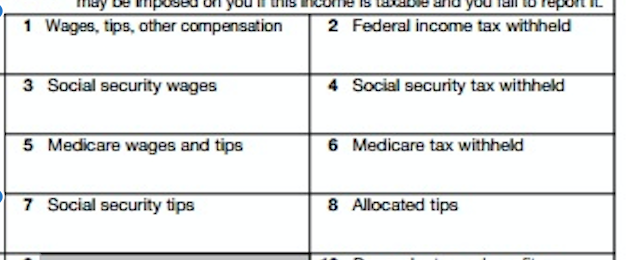 may be imposed on you if this income is taxable and you fail to report it.
1 Wages, tips, other compensation
2 Federal income tax withheld
3 Social security wages
4 Social security tax withheld
5 Medicare wages and tips
6 Medicare tax withheld
7 Social security tips
8 Allocated tips